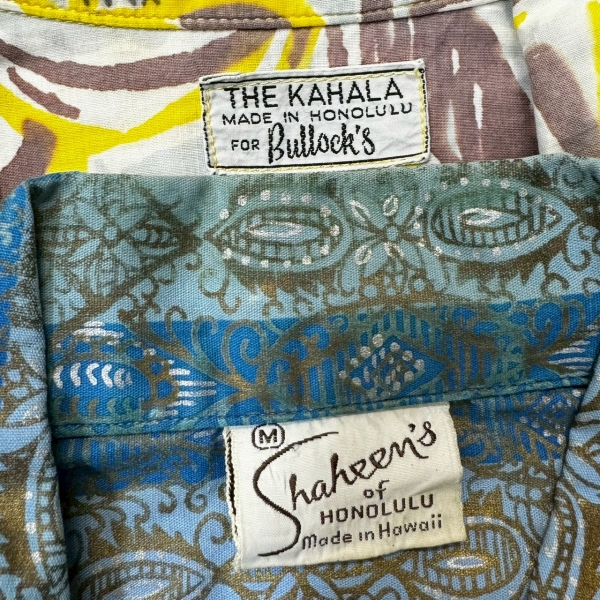 THE KAHALA
MADE IN HONOLULU
FOR Bullock's
M
Shaheen's
of
HONOLULU
Made in Hawaii